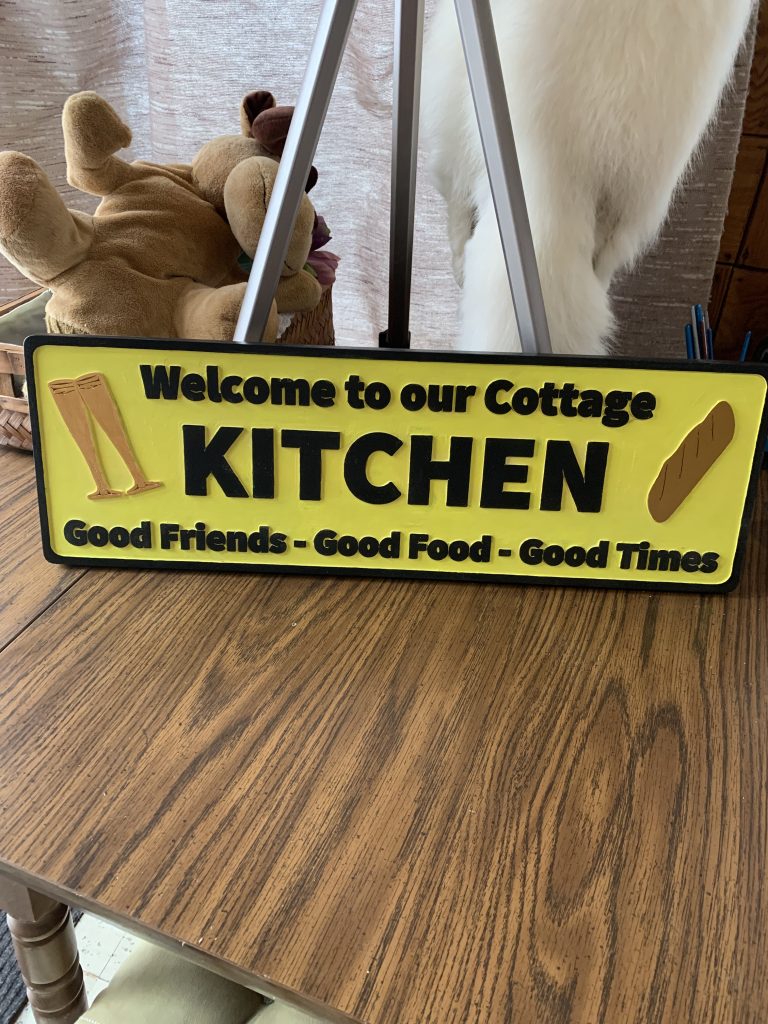 Welcome to our Cottage
KITCHEN
Good Friends - Good Food - Good Times